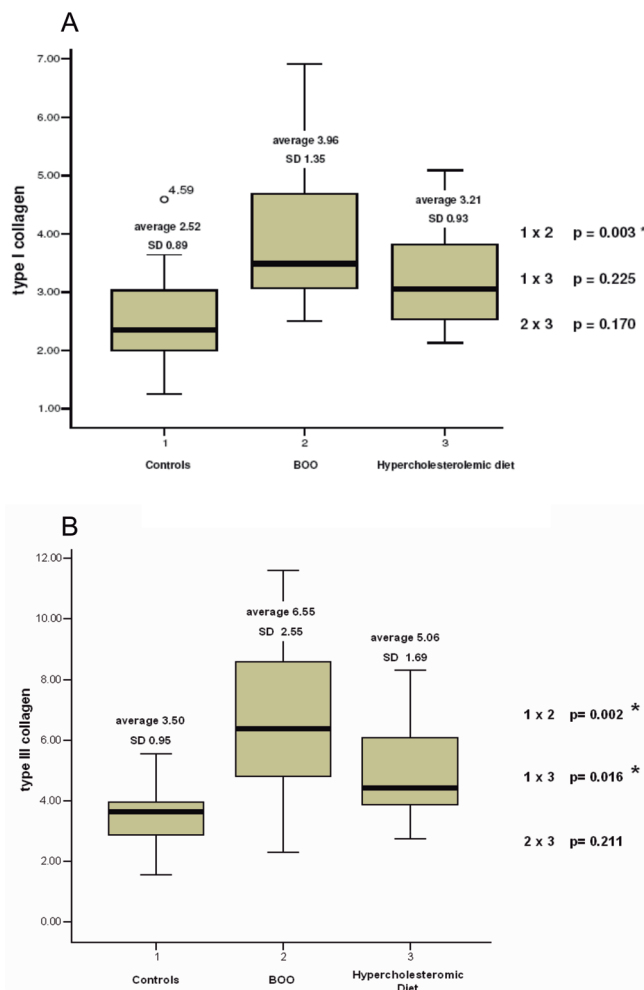 A
7.00
6.00
5.00
4.00
3.00
2.00
1.00
type I collagen
4.59
average 2.52
SD 0.89
average 3.96
SD 1.35
average 3.21
SD 0.93
1 x 2 p = 0.003 *
1 x 3 p = 0.225
2 x 3 p = 0.170
1 2 3
Controls BOO Hypercholesterolemic diet
B
12.00
10.00
8.00
6.00
4.00
2.00
0.00
type III collagen
average 3.50
SD 0.95
average 6.55
SD 2.55
average 5.06
SD 1.69
1 x 2 p= 0.002 *
1 x 3 p= 0.016 *
2 x 3 p= 0.211
1 2 3
Controls BOO Hypercholesteromic
Diet